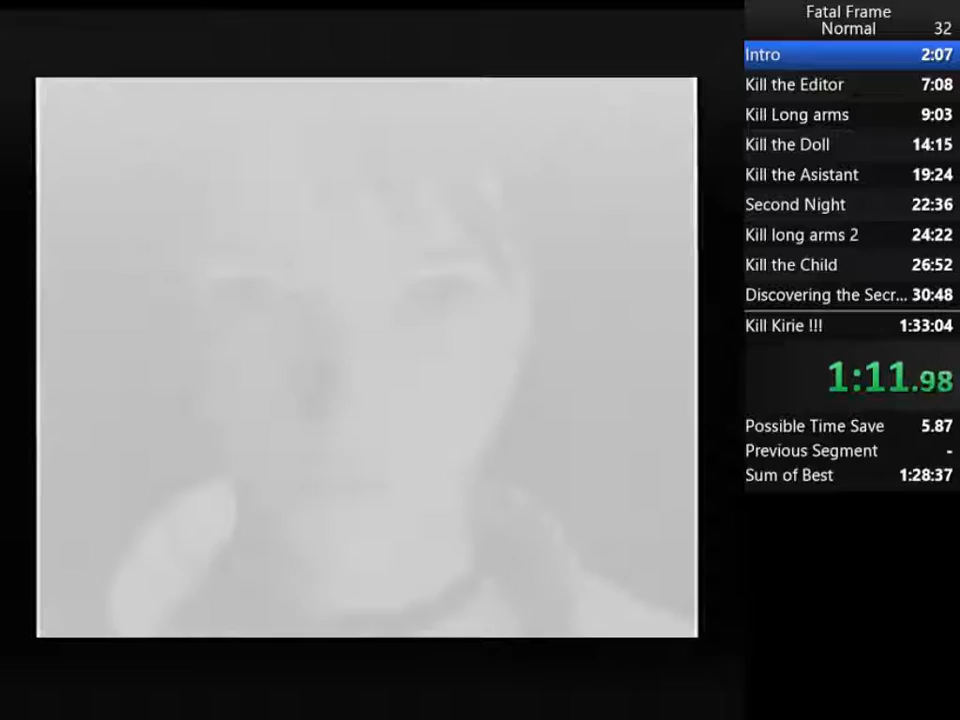 Fatal Frame
Normal 32
Intro 2:07
Kill the Editor 7:08
Kill Long arms 9:03
Kill the Doll 14:15
Kill the Asistant 19:24
Second Night 22:36
Kill long arms 2 24:22
Kill the Child 26:52
Discovering the Secr... 30:48
Kill Kirie !!! 1:33:04
1:11.98
Possible Time Save 5.87
Previous Segment -
Sum of Best 1:28:37